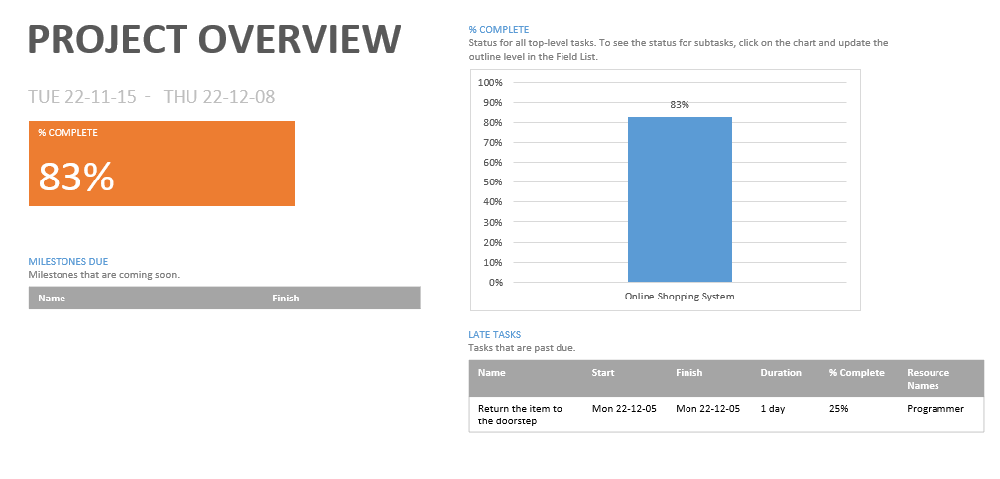 PROJECT OVERVIEW
TUE 22-11-15 - THU 22-12-08
% COMPLETE
83%
MILESTONES DUE
Milestones that are coming soon.
Name Finish
% COMPLETE
Status for all top-level tasks. To see the status for subtasks, click on the chart and update the
outline level in the Field List.
100%
90%
80%
70%
60%
50%
40%
30%
20%
10%
0%
83%
Online Shopping System
LATE TASKS
Tasks that are past due.
Name Start Finish Duration % Complete Resource
Names
Return the item to Mon 22-12-05 Mon 22-12-05 1 day 25% Programmer
the doorstep